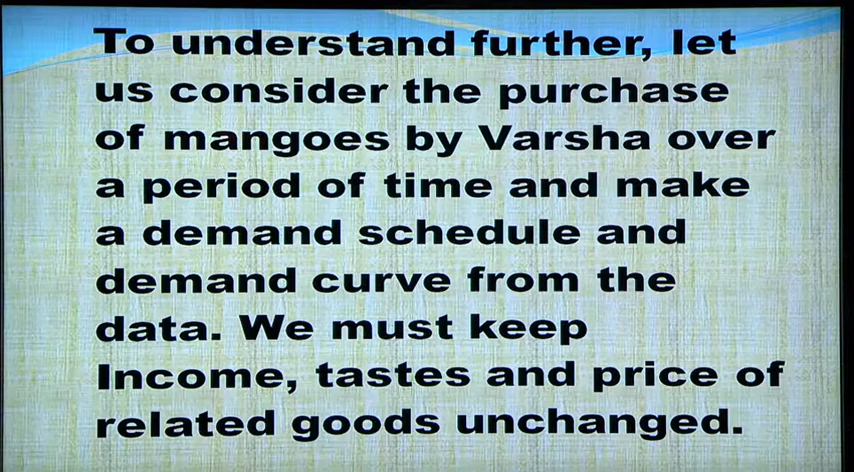 To understand further, let
us consider the purchase
of mangoes by Varsha over
a period of time and make
a demand schedule and
demand curve from the
data. We must keep
Income, tastes and price of
related goods unchanged.